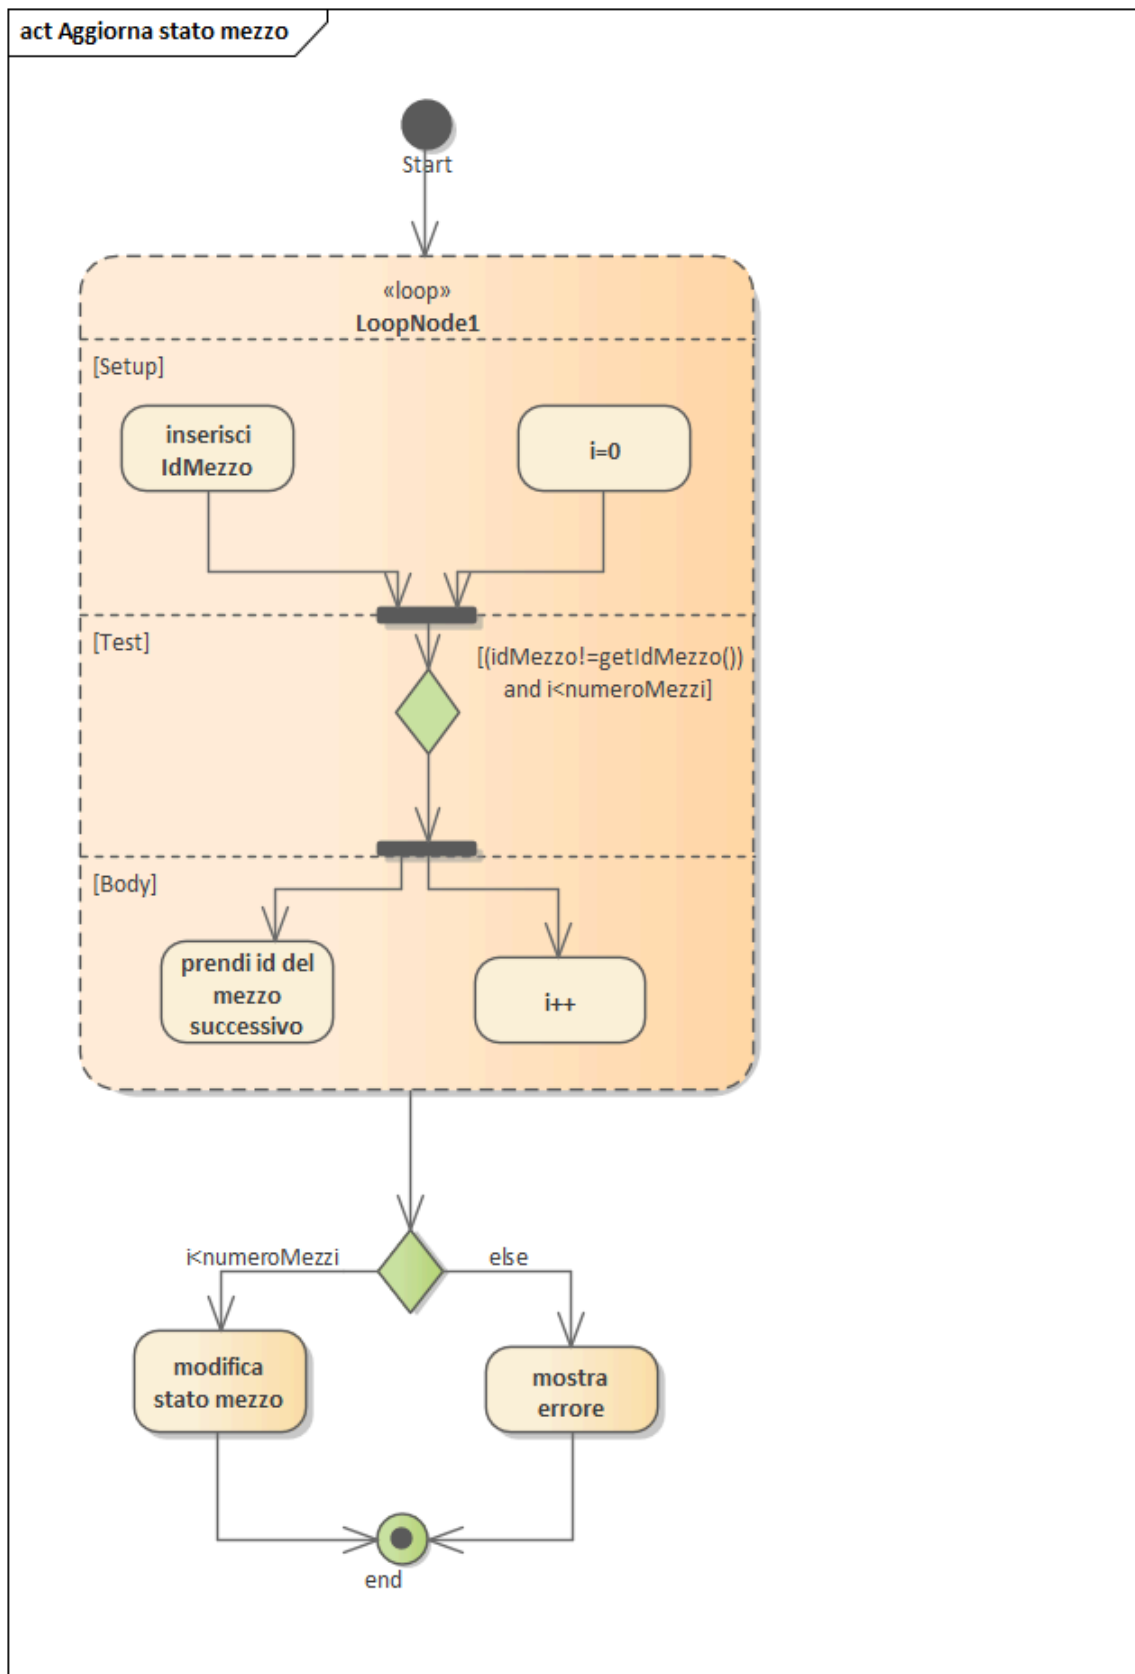 act Aggiorna stato mezzo
Start
«loop»
LoopNode1
[Setup]
inserisci
IdMezzo
i=0
[Test]
[(idMezzo!=getIdMezzo())
and i<numeroMezzi]
[Body]
prendi id del
mezzo
successivo
i++
i<numeroMezzi
else
modifica
stato mezzo
mostra
errore
end